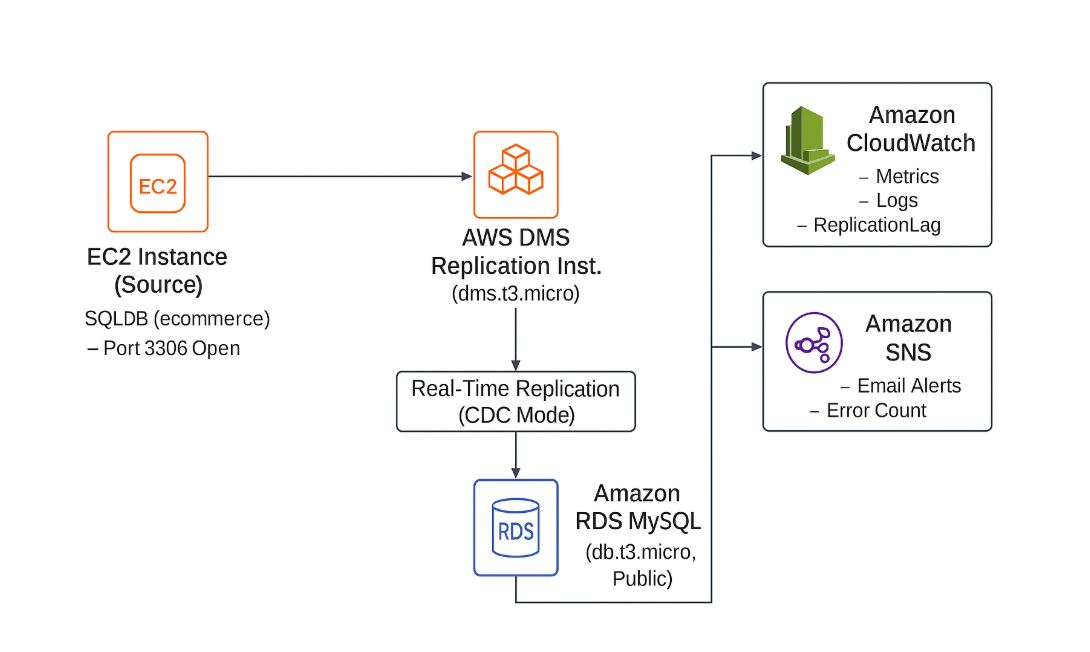 EC2
EC2 Instance
(Source)
SQLDB (ecommerce)
– Port 3306 Open
AWS DMS
Replication Inst.
(dms.t3.micro)
Real-Time Replication
(CDC Mode)
RDS
Amazon
RDS MySQL
(db.t3.micro,
Public)
Amazon
CloudWatch
– Metrics
– Logs
– ReplicationLag
Amazon
SNS
– Email Alerts
– Error Count